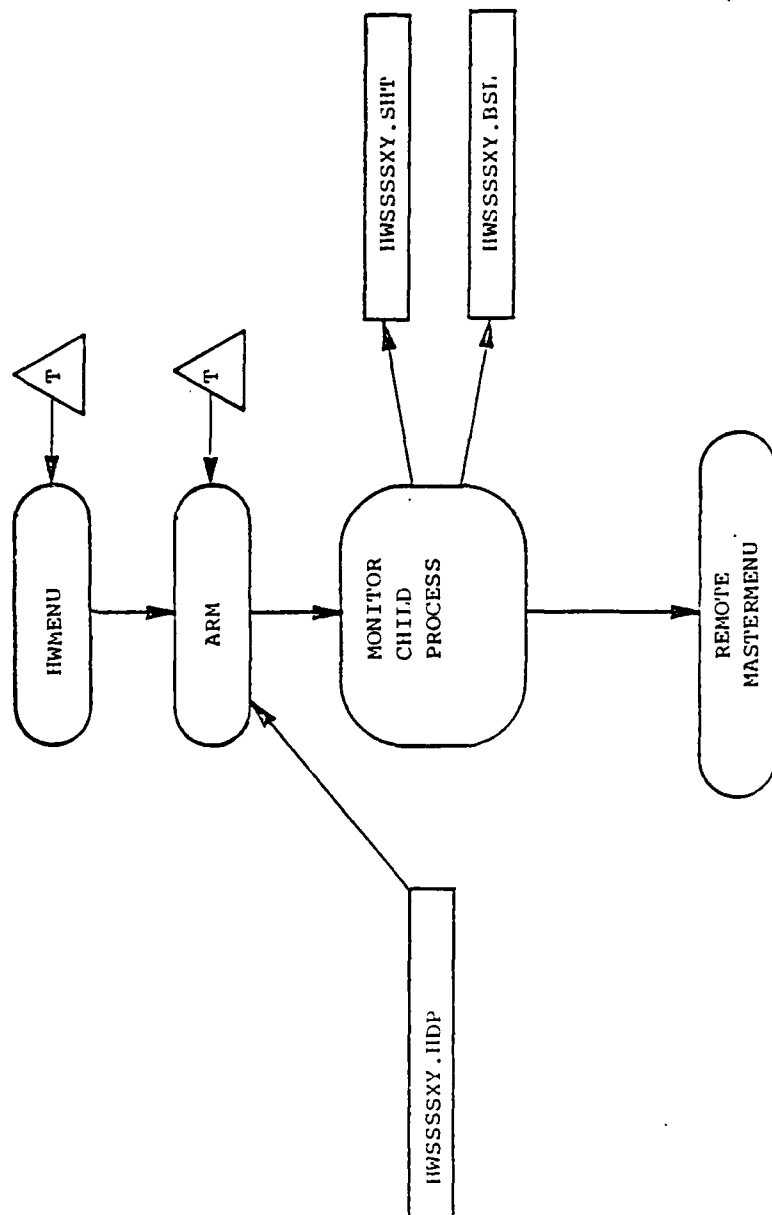 HWMENU
T
ARM
T
MONITOR
CHILD
PROCESS
HWSSSSXY.SHT
HWSSSSXY.BSL
HWSSSSXY.HDP
REMOTE
MASTERMENU